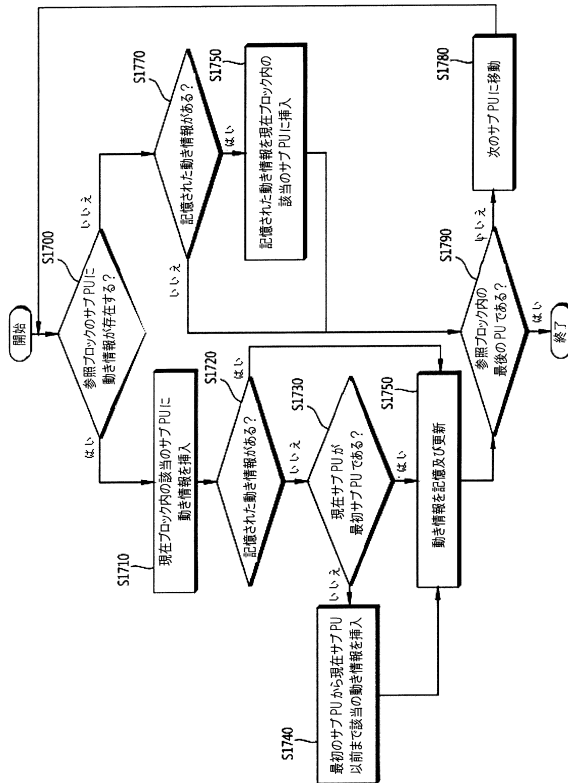 開始
S1700
参照ブロックのサブPUに
動き情報が存在する？
はい
いいえ
S1710
現在ブロック内の該当のサブPUに
動き情報を挿入
S1720
記憶された動き情報がある？
はい
いいえ
S1730
現在サブPUが
最初サブPUである？
いいえ
はい
S1740
最初のサブPUから現在サブPU
以前まで該当の動き情報を挿入
S1750
動き情報を記憶及び更新
S1770
記憶された動き情報がある？
いいえ
はい
S1750
記憶された動き情報を現在ブロック内の
該当のサブPUに挿入
S1790
参照ブロック内の
最後のPUである？
いいえ
はい
S1780
次のサブPUに移動
終了